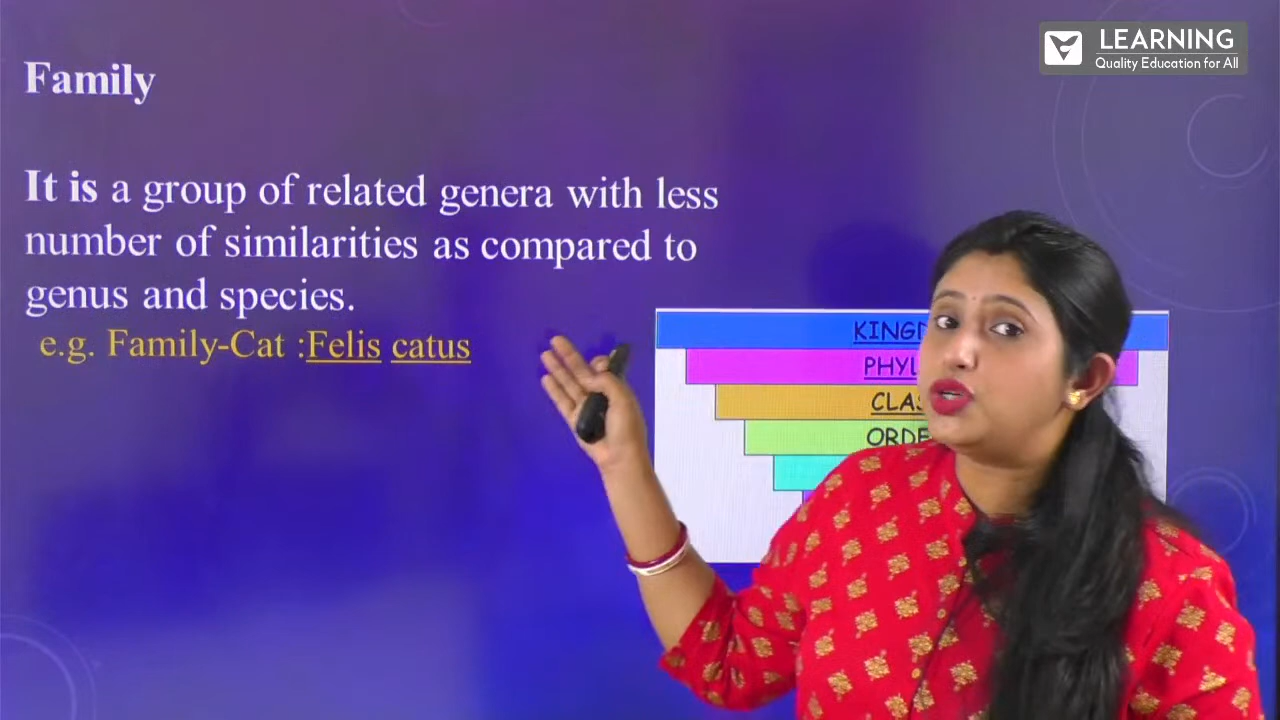 LEARNING
Quality Education for All
Family
It is a group of related genera with less
number of similarities as compared to
genus and species.
e.g. Family-Cat :Felis catus